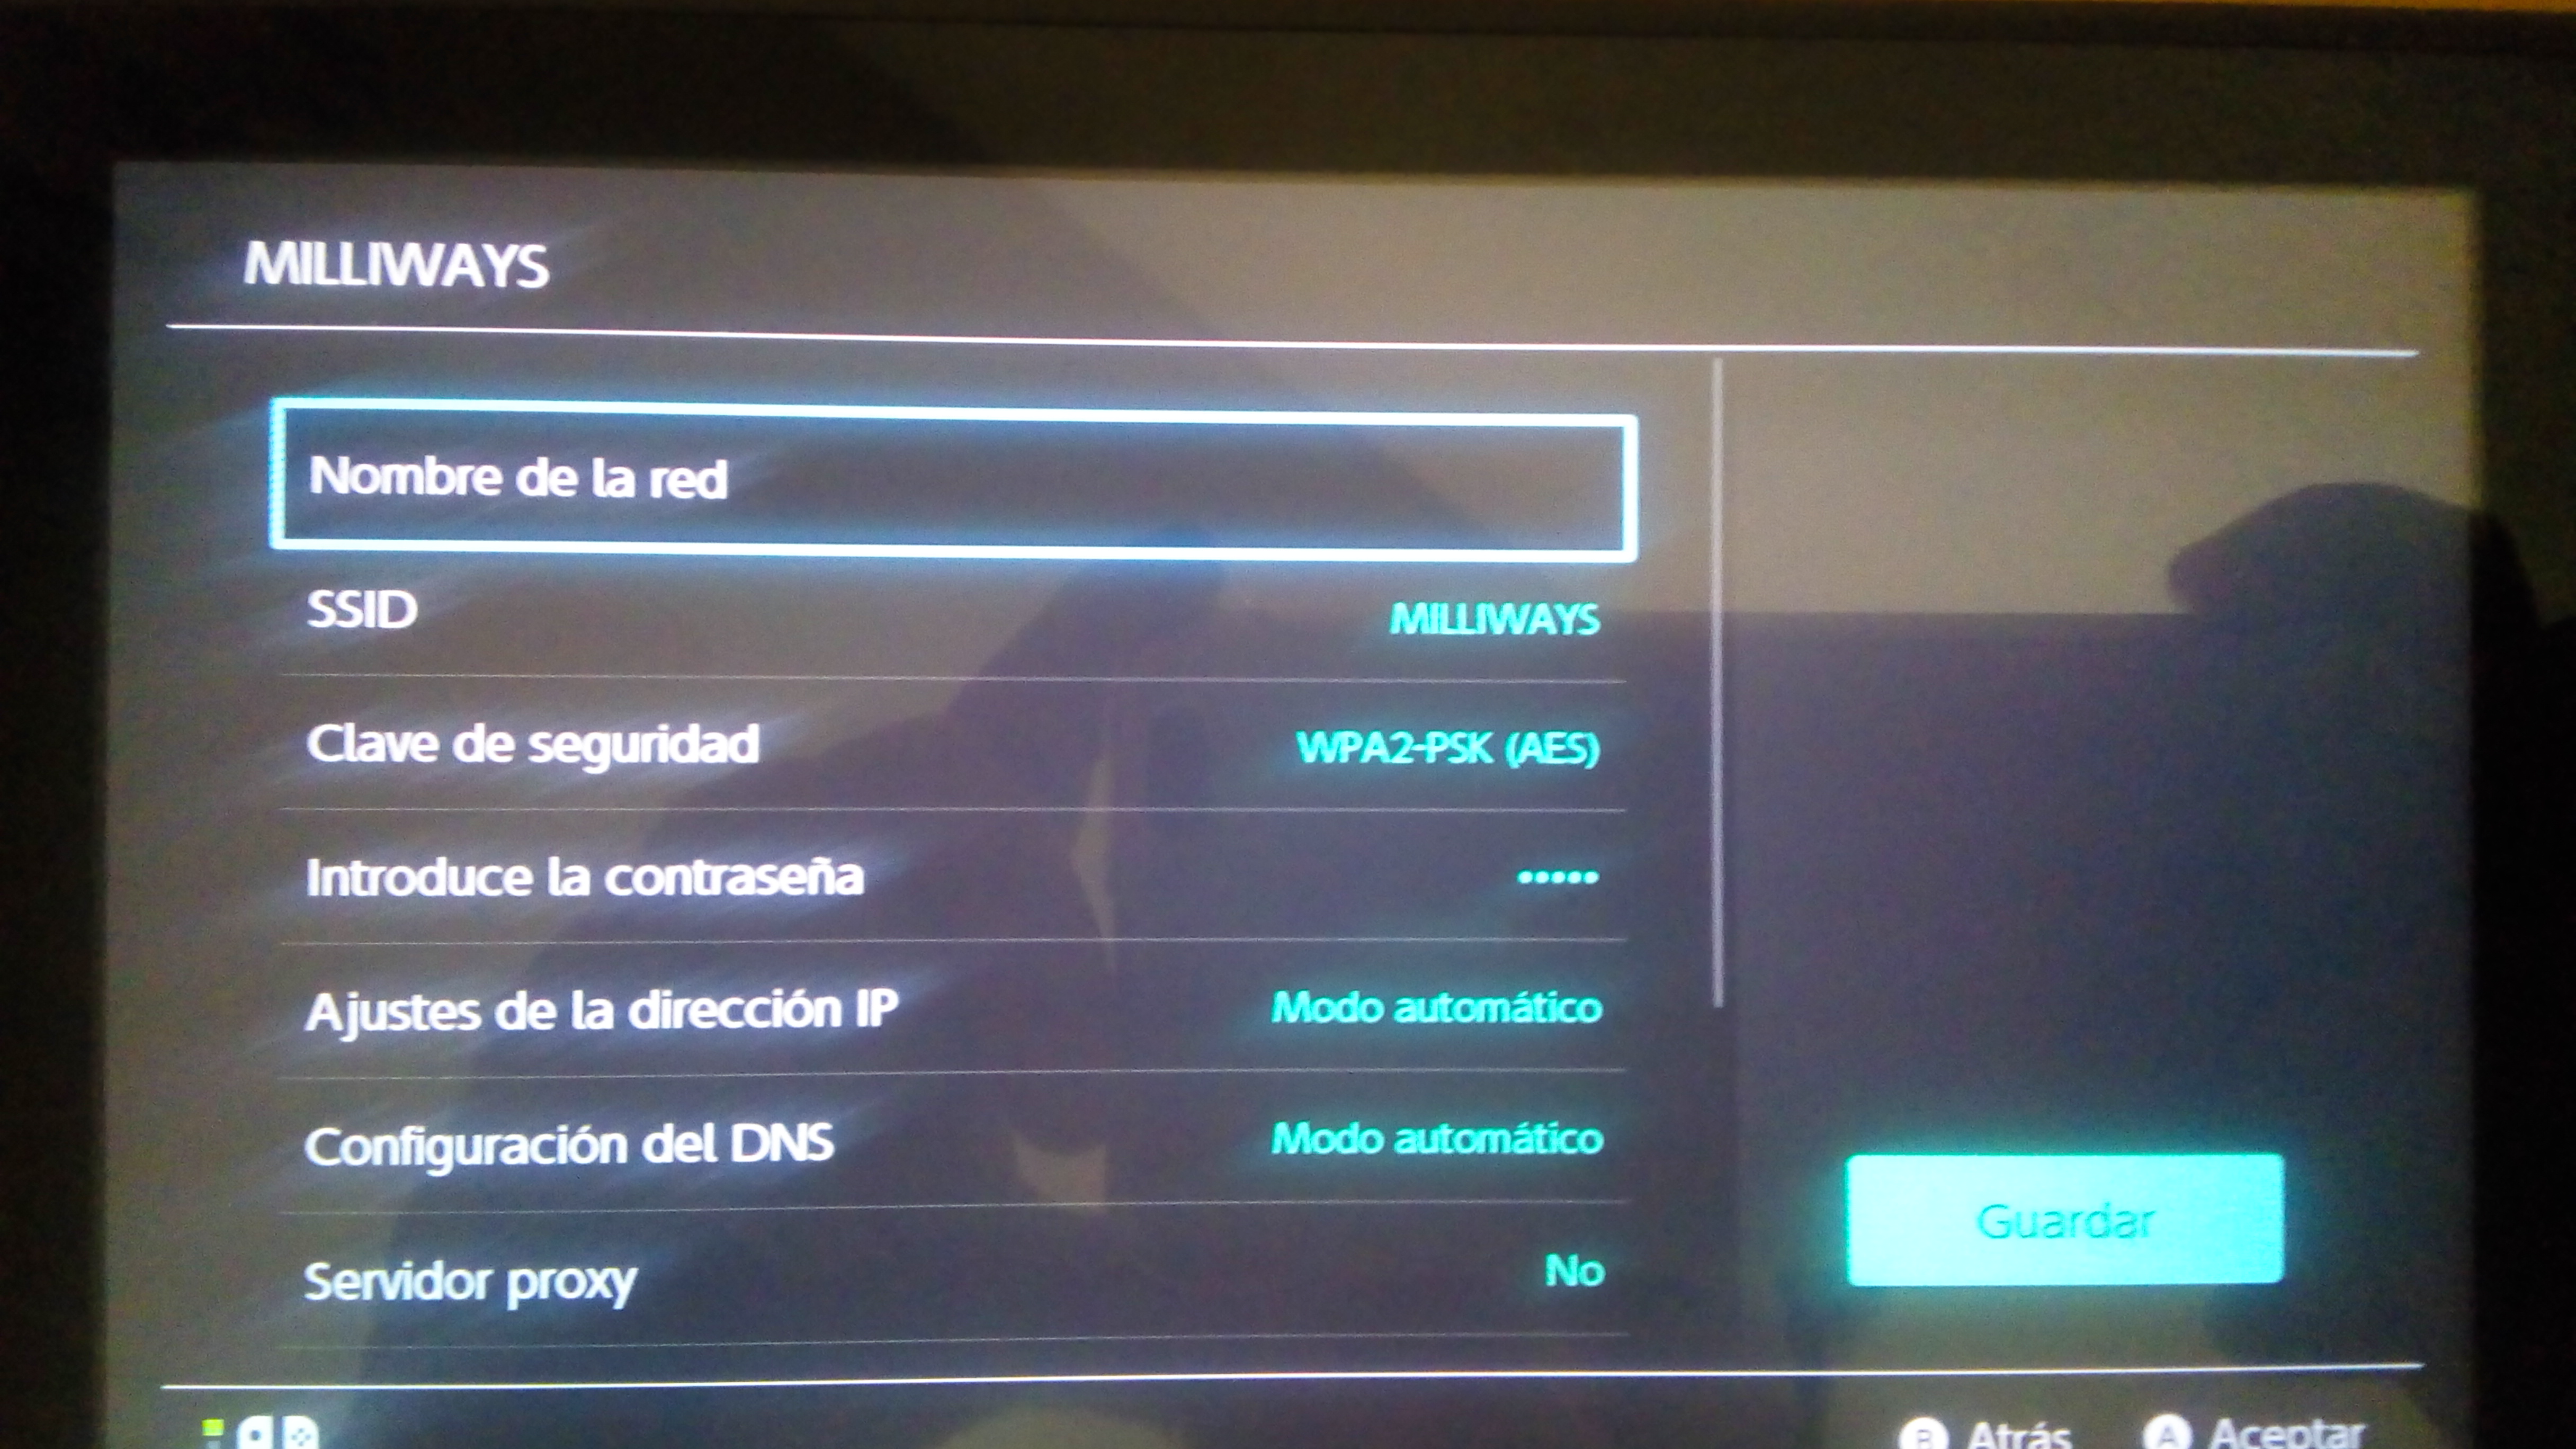 MILLIWAYS
Nombre de la red
SSID MILLIWAYS
Clave de seguridad WPA2-PSK (AES)
Introduce la contraseña •••••
Ajustes de la dirección IP Modo automático
Configuración del DNS Modo automático
Servidor proxy No
Guardar
B Atrás A Aceptar